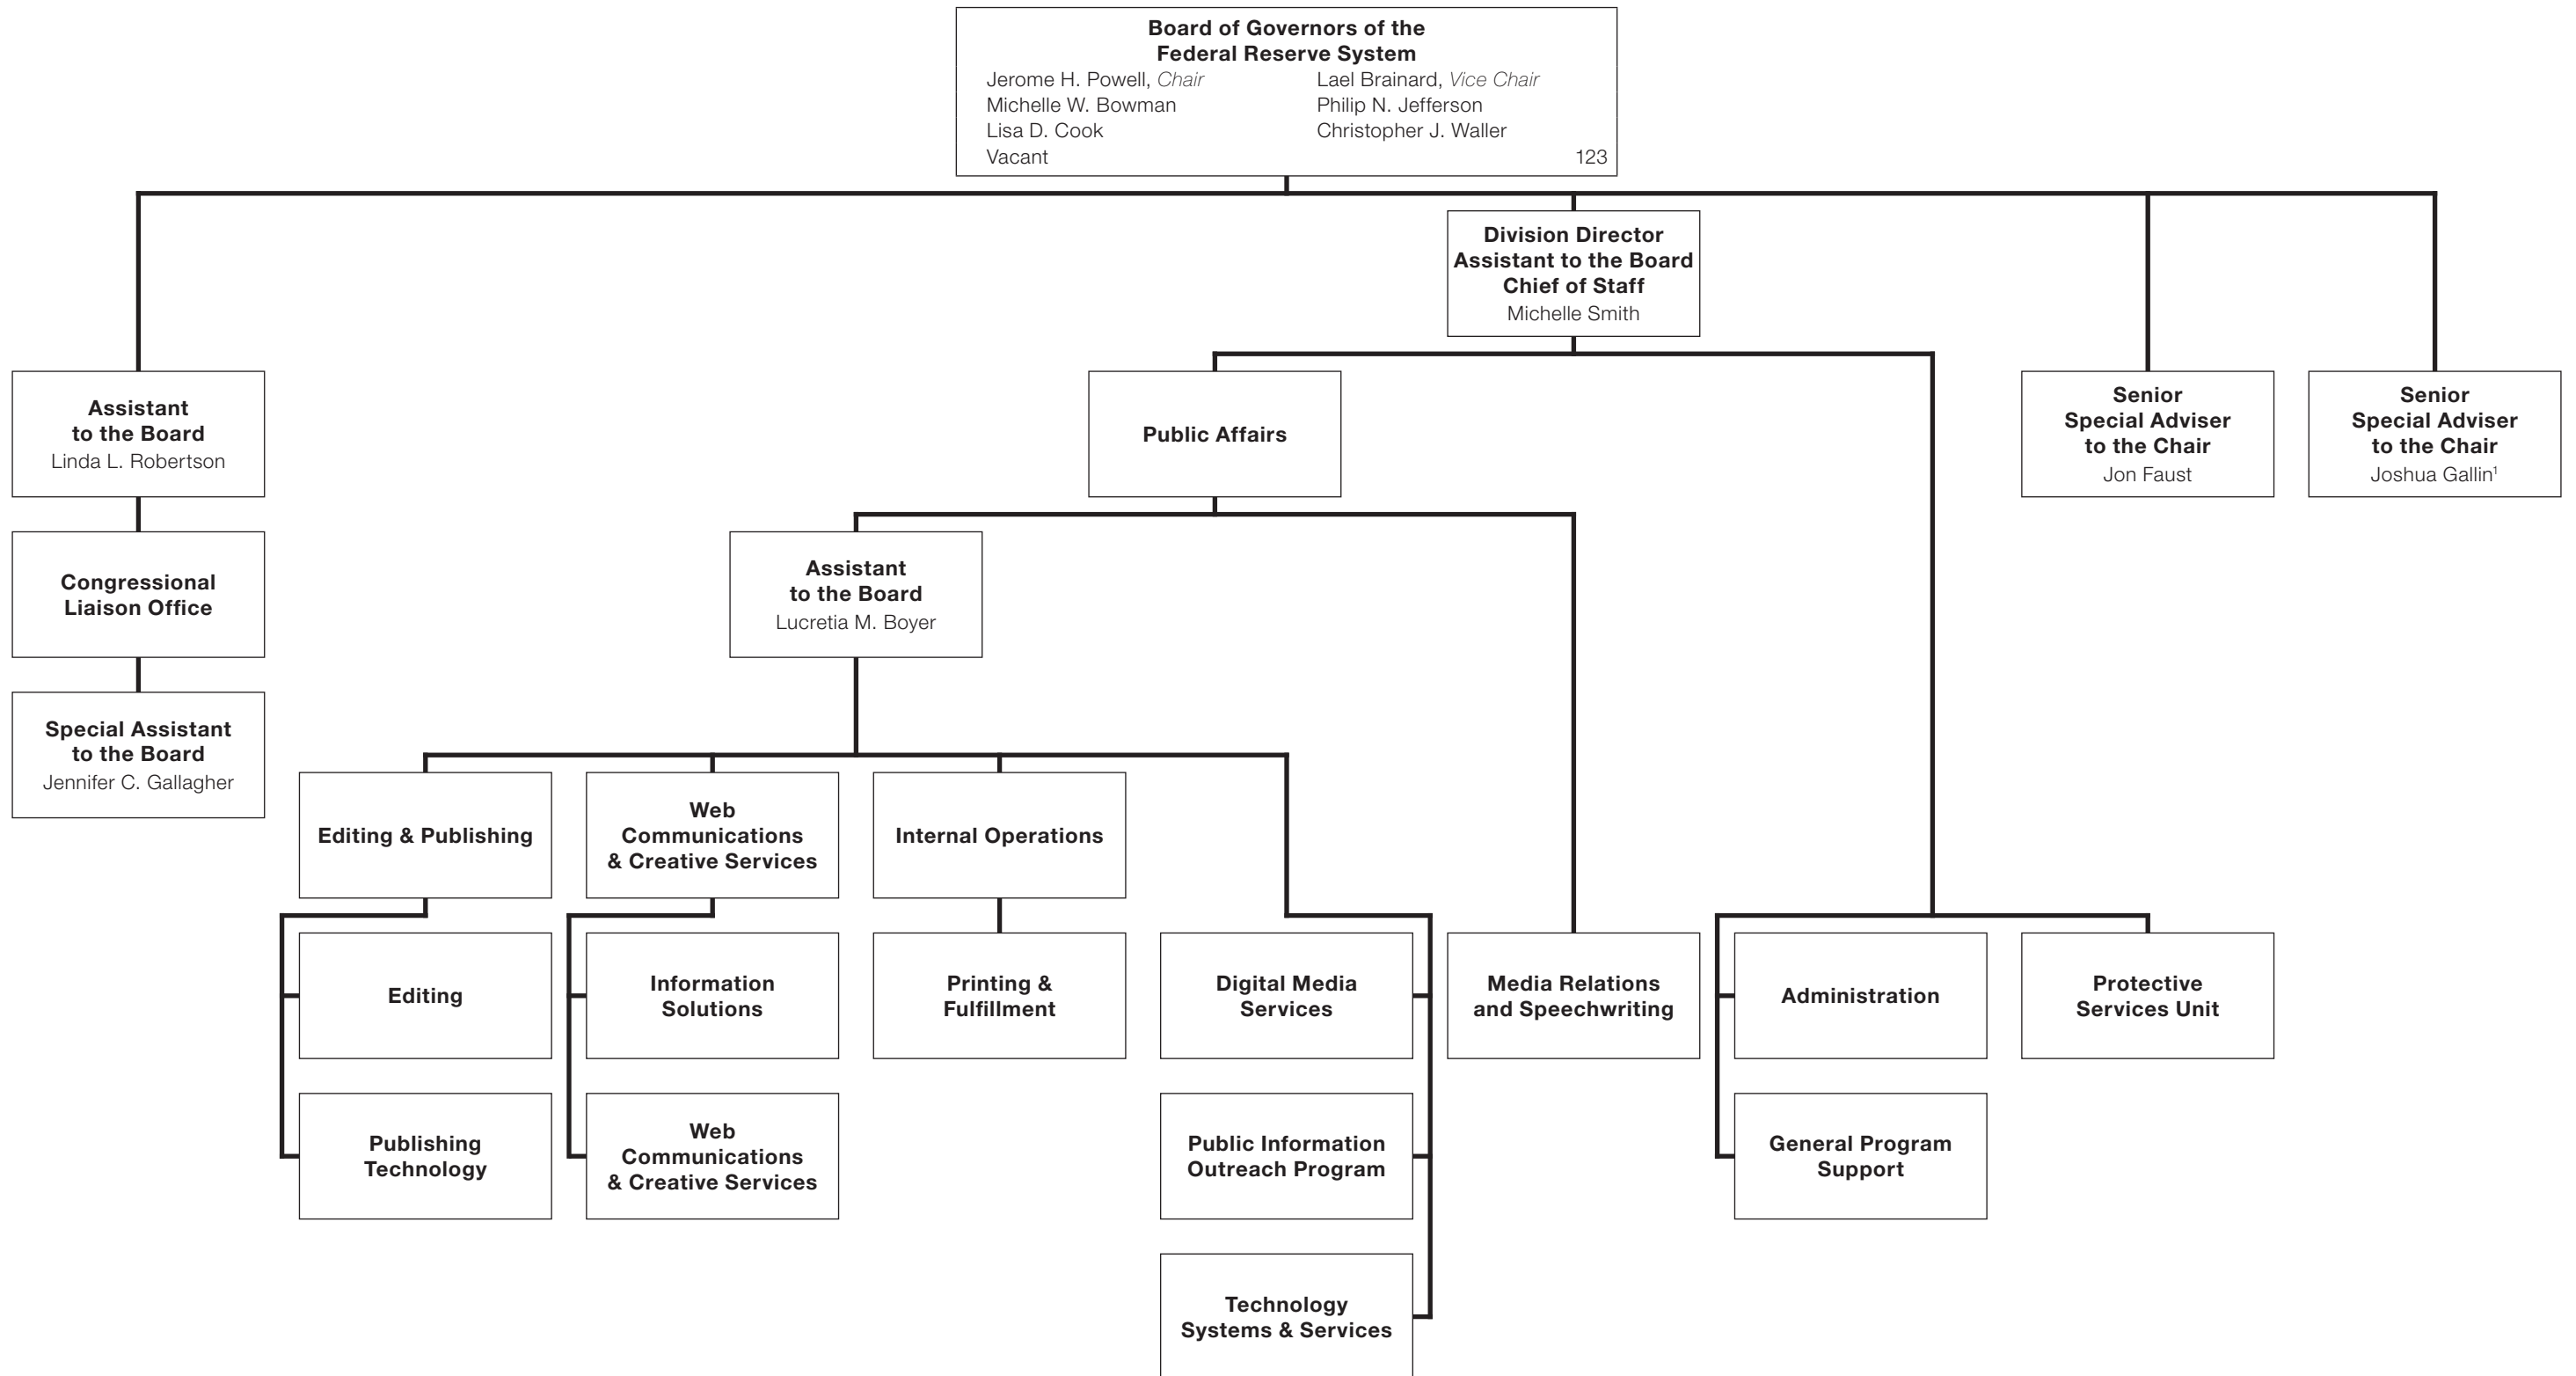 Board of Governors of the
Federal Reserve System
Jerome H. Powell, Chair
Lael Brainard, Vice Chair
Michelle W. Bowman
Philip N. Jefferson
Lisa D. Cook
Christopher J. Waller
Vacant
123
Division Director
Assistant to the Board
Chief of Staff
Michelle Smith
Assistant
to the Board
Linda L. Robertson
Public Affairs
Senior
Special Adviser
to the Chair
Jon Faust
Senior
Special Adviser
to the Chair
Joshua Gallin¹
Congressional
Liaison Office
Assistant
to the Board
Lucretia M. Boyer
Special Assistant
to the Board
Jennifer C. Gallagher
Editing & Publishing
Web
Communications
& Creative Services
Internal Operations
Editing
Information
Solutions
Printing &
Fulfillment
Digital Media
Services
Media Relations
and Speechwriting
Administration
Protective
Services Unit
Publishing
Technology
Web
Communications
& Creative Services
Public Information
Outreach Program
General Program
Support
Technology
Systems & Services